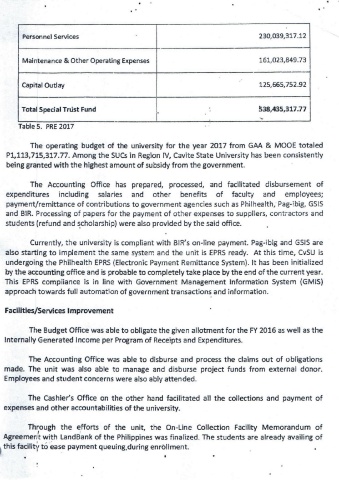 Personnel Services 230,039,317.12
Maintenance & Other Operating Expenses 161,023,849.73
Capital Outlay 125,665,752.92
Total Special Trust Fund 538,435,317.77
Table 5. PRE 2017
The operating budget of the university for the year 2017 from GAA & MOOE totaled
P1,113,715,317.77. Among the SUCs in Region IV, Cavite State University has been consistently
being granted with the highest amount of subsidy from the government.
The Accounting Office has prepared, processed, and facilitated disbursement of
expenditures including salaries and other benefits of faculty and employees;
payment/remittance of contributions to government agencies such as Philhealth, Pag-ibig, GSIS
and BIR. Processing of papers for the payment of other expenses to suppliers, contractors and
students (refund and scholarship) were also provided by the said office.
Currently, the university is compliant with BIR's on-line payment. Pag-ibig and GSIS are
also starting to implement the same system and the unit is EPRS ready. At this time, CvSU is
undergoing the Philhealth EPRS (Electronic Payment Remittance System). It has been initialized
by the accounting office and is probable to completely take place by the end of the current year.
This EPRS compliance is in line with Government Management Information System (GMIS)
approach towards full automation of government transactions and information.
Facilities/Services Improvement
The Budget Office was able to obligate the given allotment for the FY 2016 as well as the
Internally Generated Income per Program of Receipts and Expenditures.
The Accounting Office was able to disburse and process the claims out of obligations
made. The unit was also able to manage and disburse project funds from external donor.
Employees and student concerns were also ably attended.
The Cashier's Office on the other hand facilitated all the collections and payment of
expenses and other accountabilities of the university.
Through the efforts of the unit, the On-Line Collection Facility Memorandum of
Agreement with LandBank of the Philippines was finalized. The students are already availing of
this facility to ease payment queuing during enrollment.